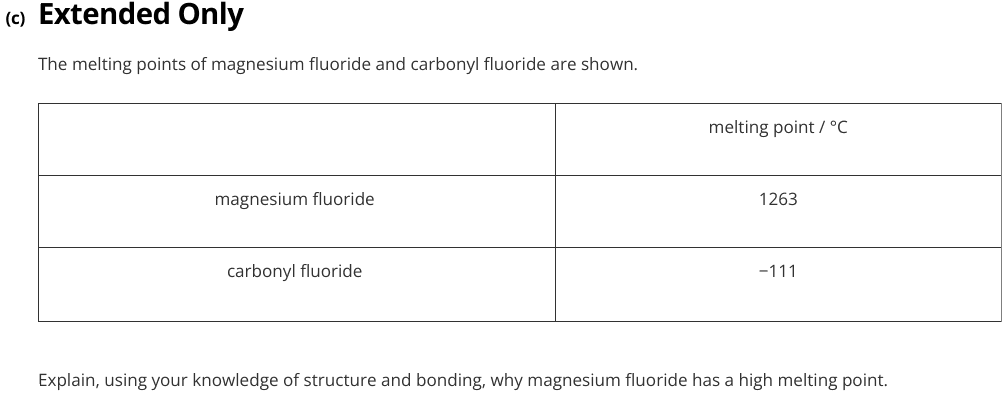 (c) Extended Only
The melting points of magnesium fluoride and carbonyl fluoride are shown.
melting point / °C
magnesium fluoride 1263
carbonyl fluoride −111
Explain, using your knowledge of structure and bonding, why magnesium fluoride has a high melting point.